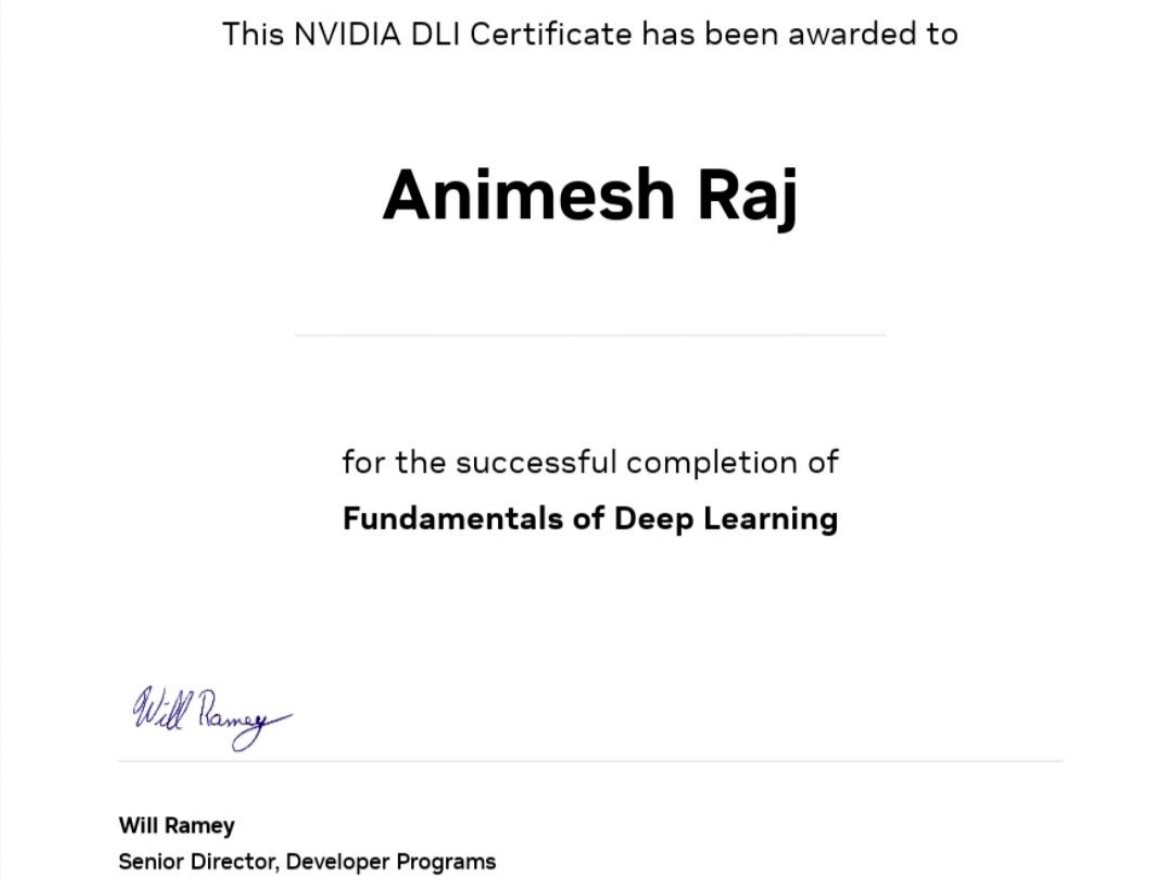 This NVIDIA DLI Certificate has been awarded to
Animesh Raj
for the successful completion of
Fundamentals of Deep Learning
Will Ramey
Will Ramey
Senior Director, Developer Programs